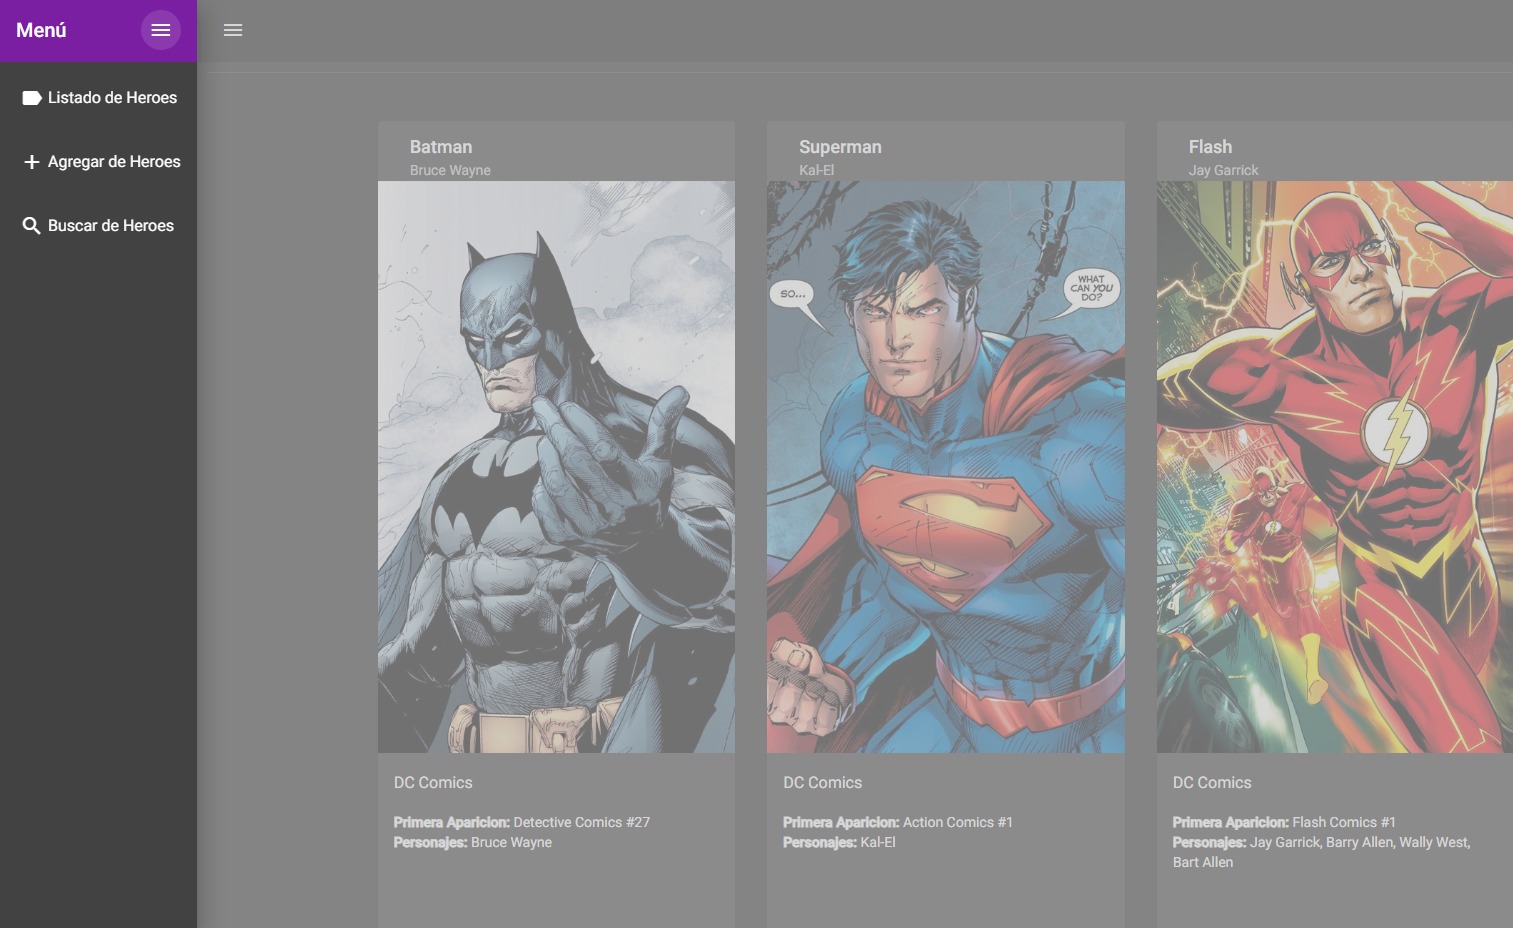 Menú
Listado de Heroes
Agregar de Heroes
Buscar de Heroes
Batman
Bruce Wayne
DC Comics
Primera Aparicion: Detective Comics #27
Personajes: Bruce Wayne
Superman
Kal-El
SO...
WHAT
CAN YOU
DO?
DC Comics
Primera Aparicion: Action Comics #1
Personajes: Kal-El
Flash
Jay Garrick
DC Comics
Primera Aparicion: Flash Comics #1
Personajes: Jay Garrick, Barry Allen, Wally West,
Bart Allen